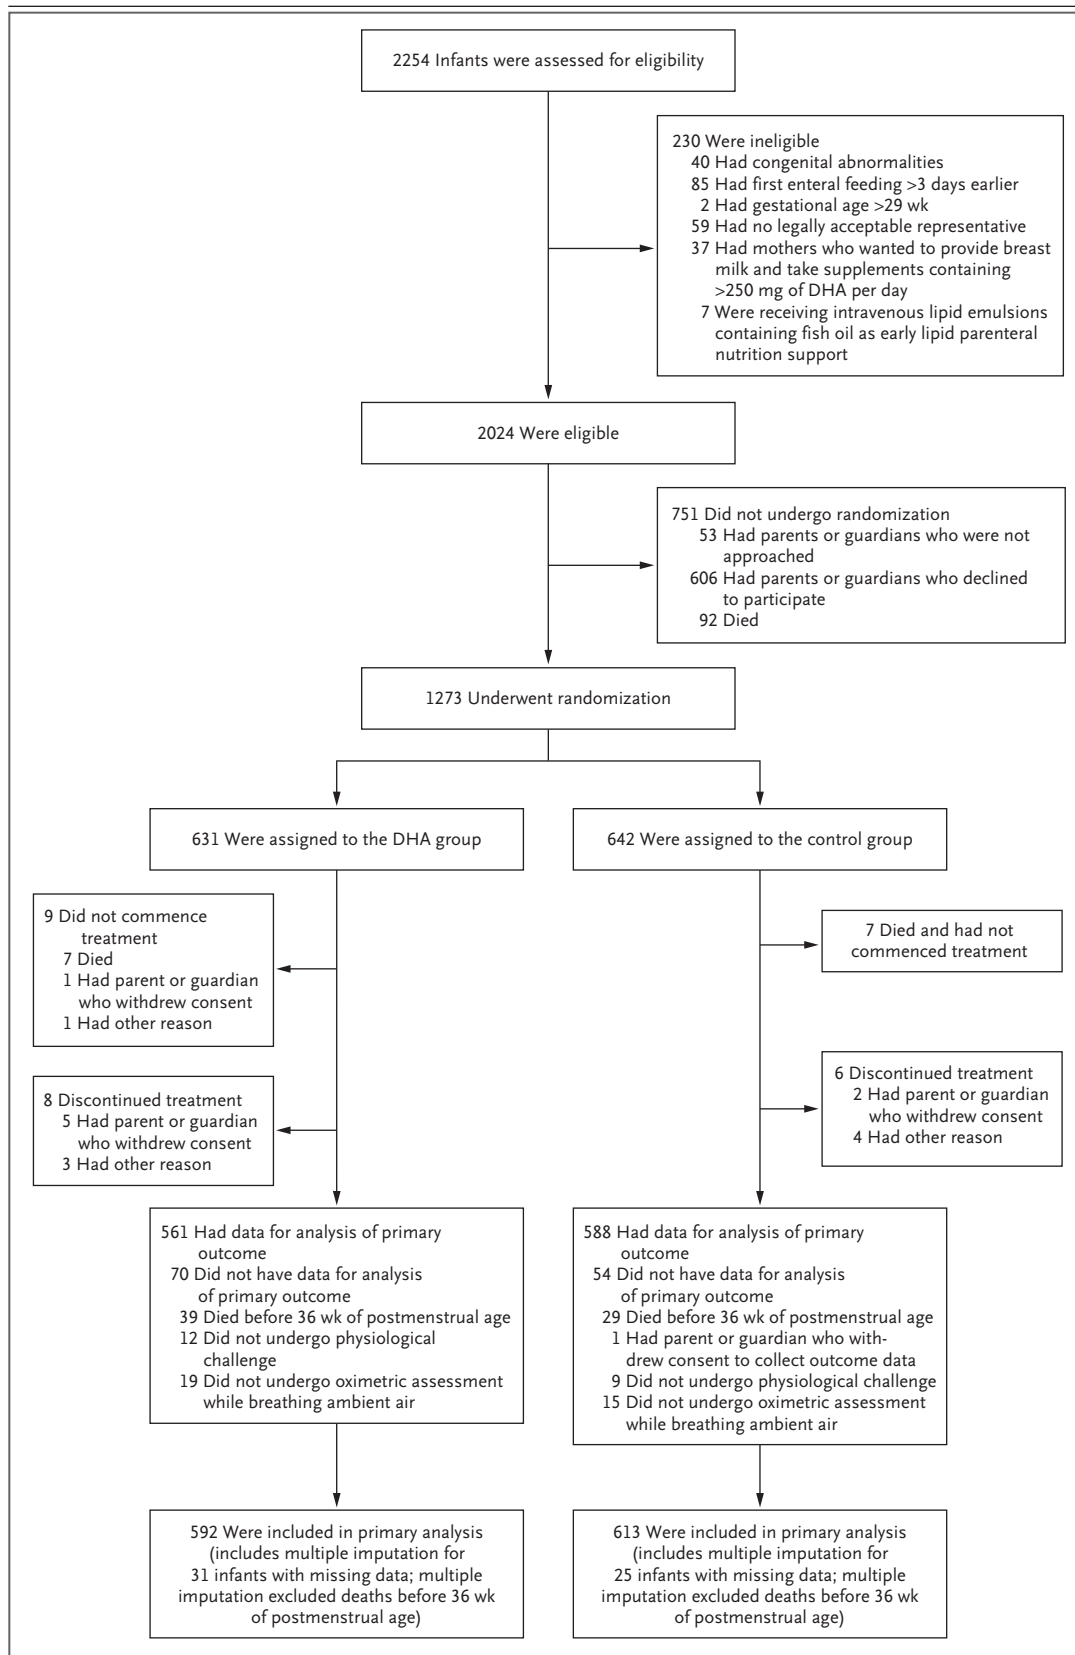 2254 Infants were assessed for eligibility
230 Were ineligible
40 Had congenital abnormalities
85 Had first enteral feeding >3 days earlier
2 Had gestational age >29 wk
59 Had no legally acceptable representative
37 Had mothers who wanted to provide breast
milk and take supplements containing
>250 mg of DHA per day
7 Were receiving intravenous lipid emulsions
containing fish oil as early lipid parenteral
nutrition support
2024 Were eligible
751 Did not undergo randomization
53 Had parents or guardians who were not
approached
606 Had parents or guardians who declined
to participate
92 Died
1273 Underwent randomization
631 Were assigned to the DHA group
642 Were assigned to the control group
9 Did not commence
treatment
7 Died
1 Had parent or guardian
who withdrew consent
1 Had other reason
7 Died and had not
commenced treatment
8 Discontinued treatment
5 Had parent or guardian
who withdrew consent
3 Had other reason
6 Discontinued treatment
2 Had parent or guardian
who withdrew consent
4 Had other reason
561 Had data for analysis of primary
outcome
70 Did not have data for analysis
of primary outcome
39 Died before 36 wk of postmenstrual age
12 Did not undergo physiological
challenge
19 Did not undergo oximetric assessment
while breathing ambient air
588 Had data for analysis of primary
outcome
54 Did not have data for analysis
of primary outcome
29 Died before 36 wk of postmenstrual age
1 Had parent or guardian who with-
drew consent to collect outcome data
9 Did not undergo physiological challenge
15 Did not undergo oximetric assessment
while breathing ambient air
592 Were included in primary analysis
(includes multiple imputation for
31 infants with missing data; multiple
imputation excluded deaths before 36 wk
of postmenstrual age)
613 Were included in primary analysis
(includes multiple imputation for
25 infants with missing data; multiple
imputation excluded deaths before 36 wk
of postmenstrual age)